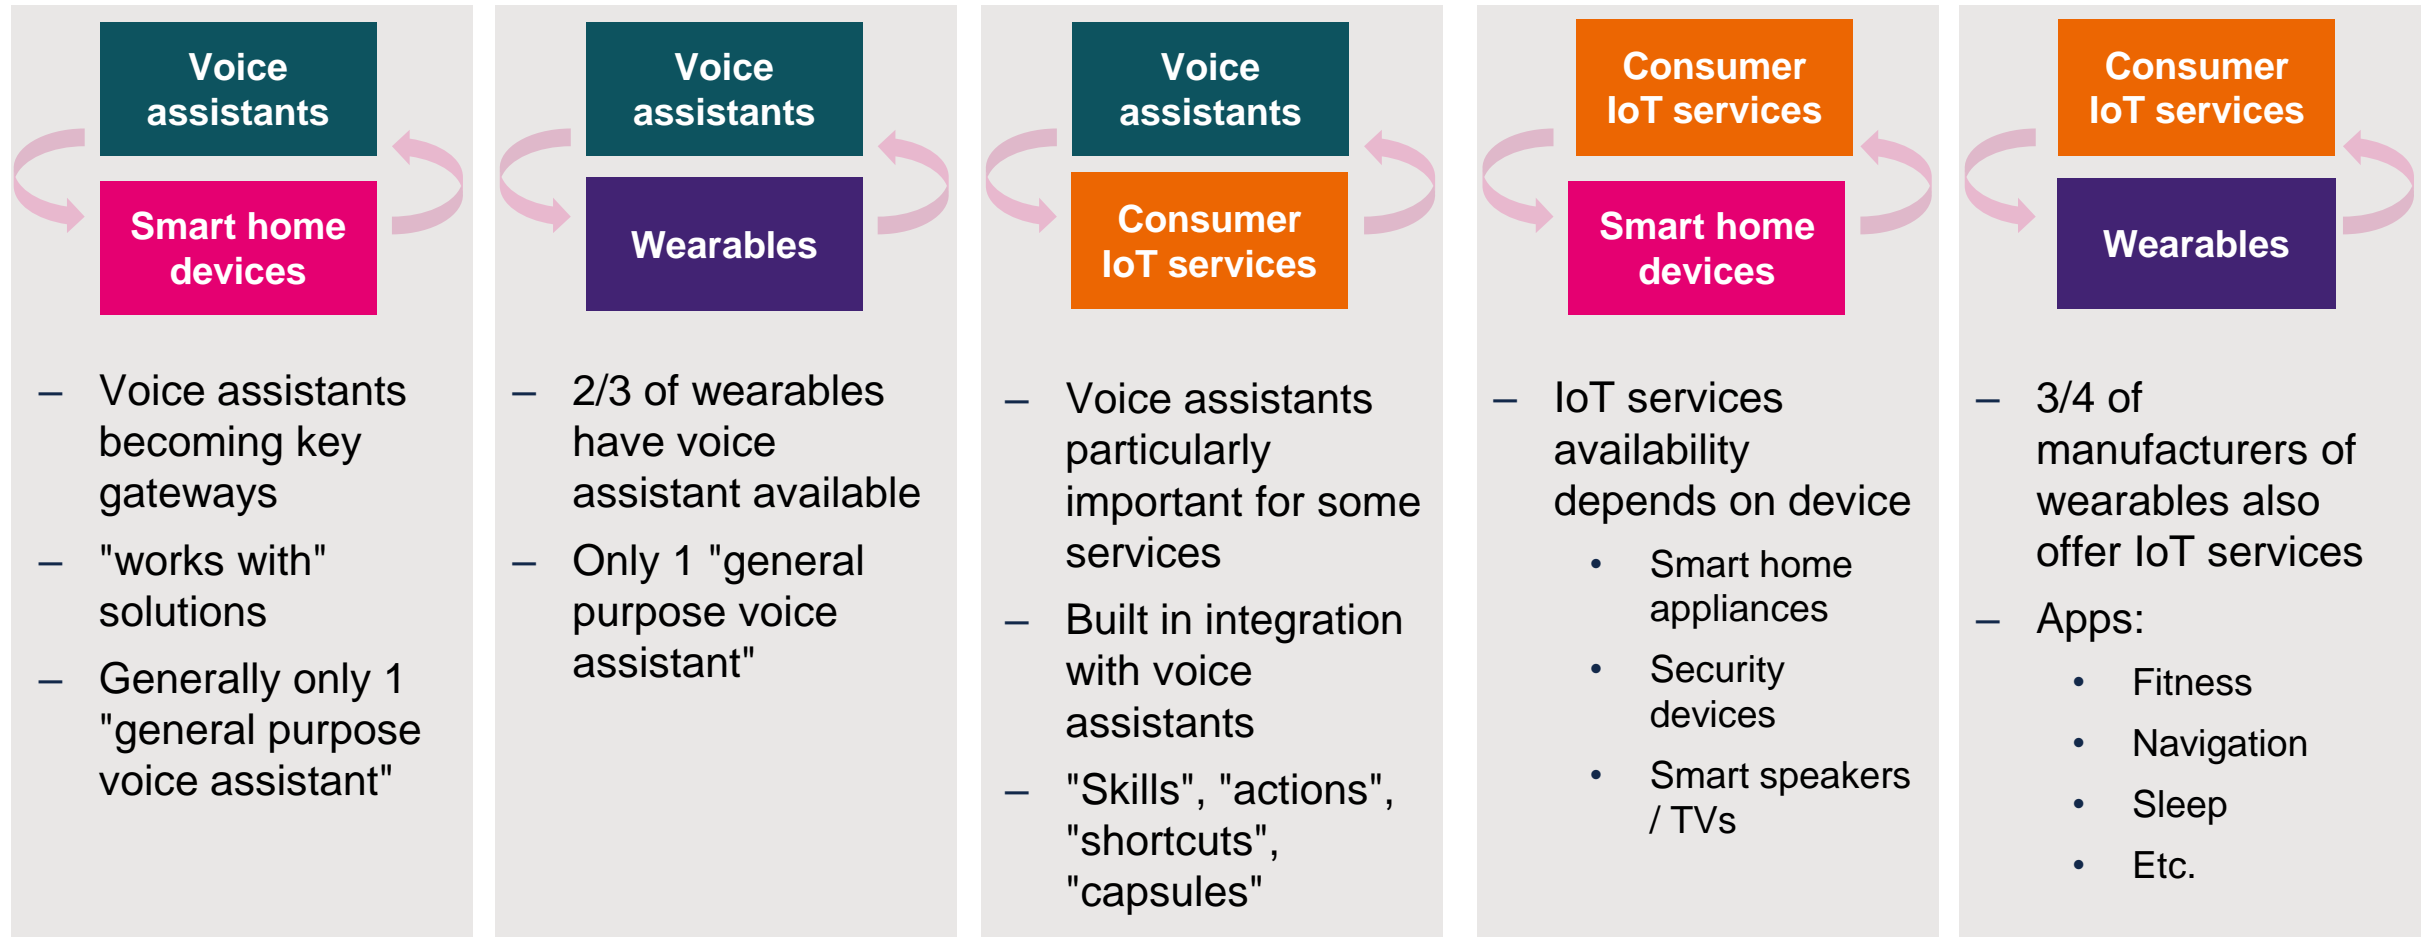 Voice
assistants
Smart home
devices
– Voice assistants
becoming key
gateways
– "works with"
solutions
– Generally only 1
"general purpose
voice assistant"
Voice
assistants
Wearables
– 2/3 of wearables
have voice
assistant available
– Only 1 "general
purpose voice
assistant"
Voice
assistants
Consumer
IoT services
– Voice assistants
particularly
important for some
services
– Built in integration
with voice
assistants
– "Skills", "actions",
"shortcuts",
"capsules"
Consumer
IoT services
Smart home
devices
– IoT services
availability
depends on device
• Smart home
appliances
• Security
devices
• Smart speakers
/ TVs
Consumer
IoT services
Wearables
– 3/4 of
manufacturers of
wearables also
offer IoT services
– Apps:
• Fitness
• Navigation
• Sleep
• Etc.